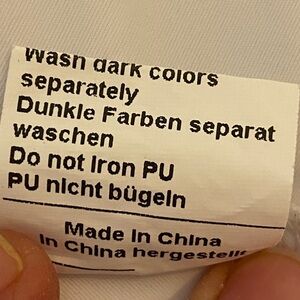 Wash dark colors
separately
Dunkle Farben separat
waschen
Do not Iron PU
PU nicht bügeln
Made In China
In China hergestellt